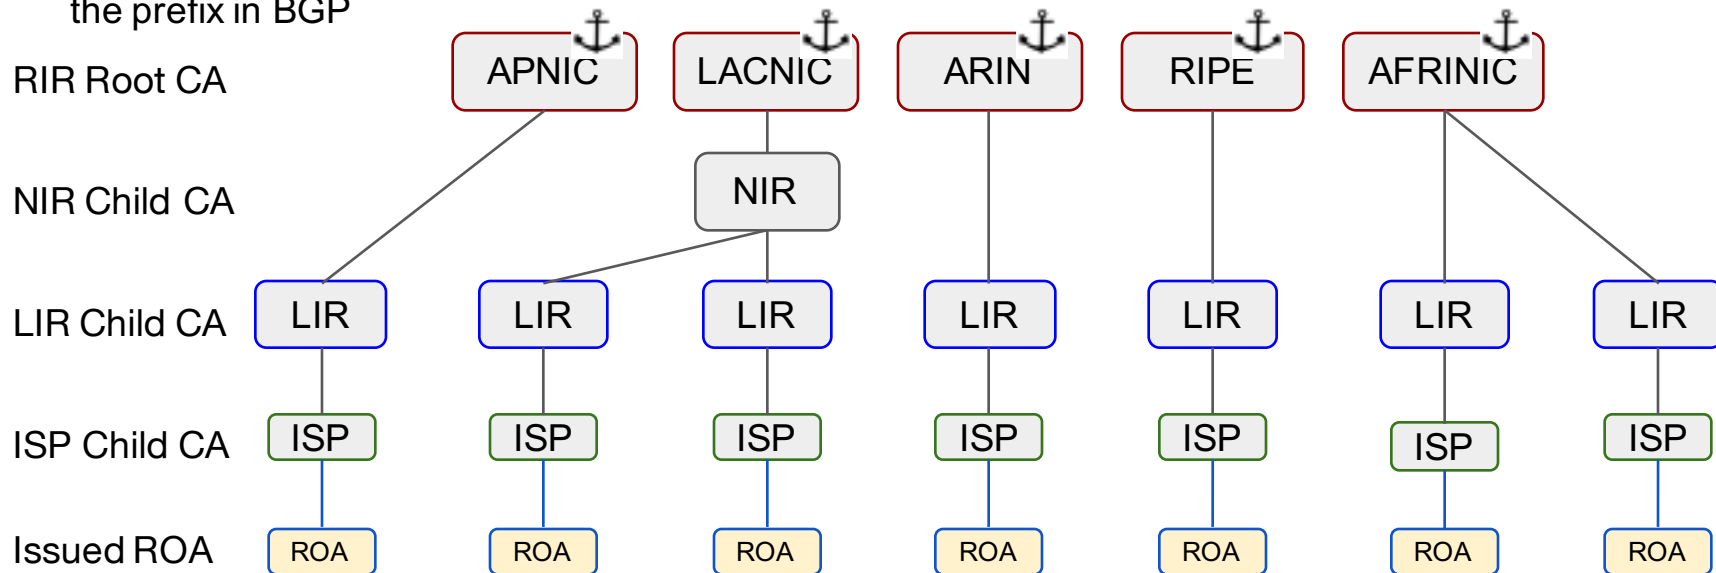 the prefix in BGP
RIR Root CA APNIC LACNIC ARIN RIPE AFRINIC
NIR Child CA NIR
LIR Child CA LIR LIR LIR LIR LIR LIR LIR
ISP Child CA ISP ISP ISP ISP ISP ISP ISP
Issued ROA ROA ROA ROA ROA ROA ROA ROA